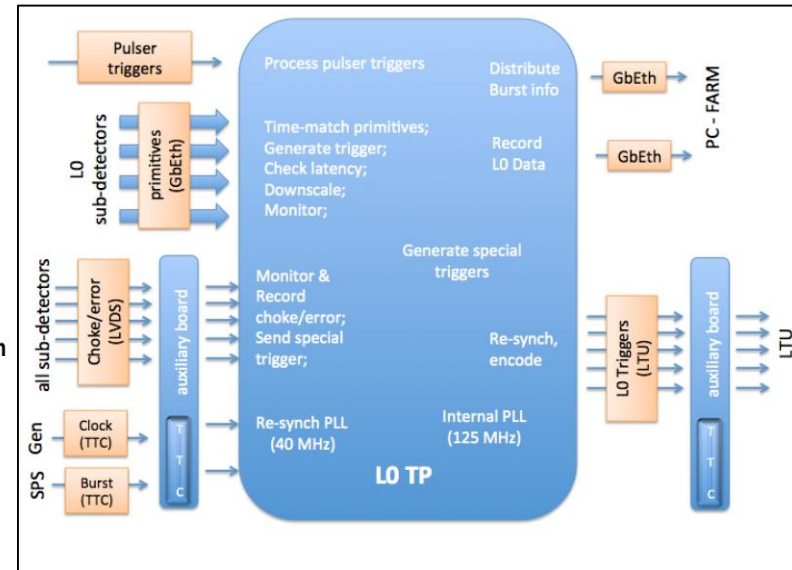 Pulser
triggers
Process pulser triggers
Distribute
Burst info
GbEth
PC - FARM
L0
sub-detectors
primitives
(GbEth)
Time-match primitives;
Generate trigger;
Check latency;
Downscale;
Monitor;
Record
L0 Data
GbEth
Generate special
triggers
all sub-detectors
Choke/error
(LVDS)
auxiliary board
Monitor &
Record
choke/error;
Send special
trigger;
Re-synch,
encode
L0 Triggers
(LTU)
auxiliary board
LTU
n
Gen
Clock
(TTC)
SPS
Burst
(TTC)
T
T
C
Re-synch PLL
(40 MHz)
Internal PLL
(125 MHz)
L0 TP
T
T
C